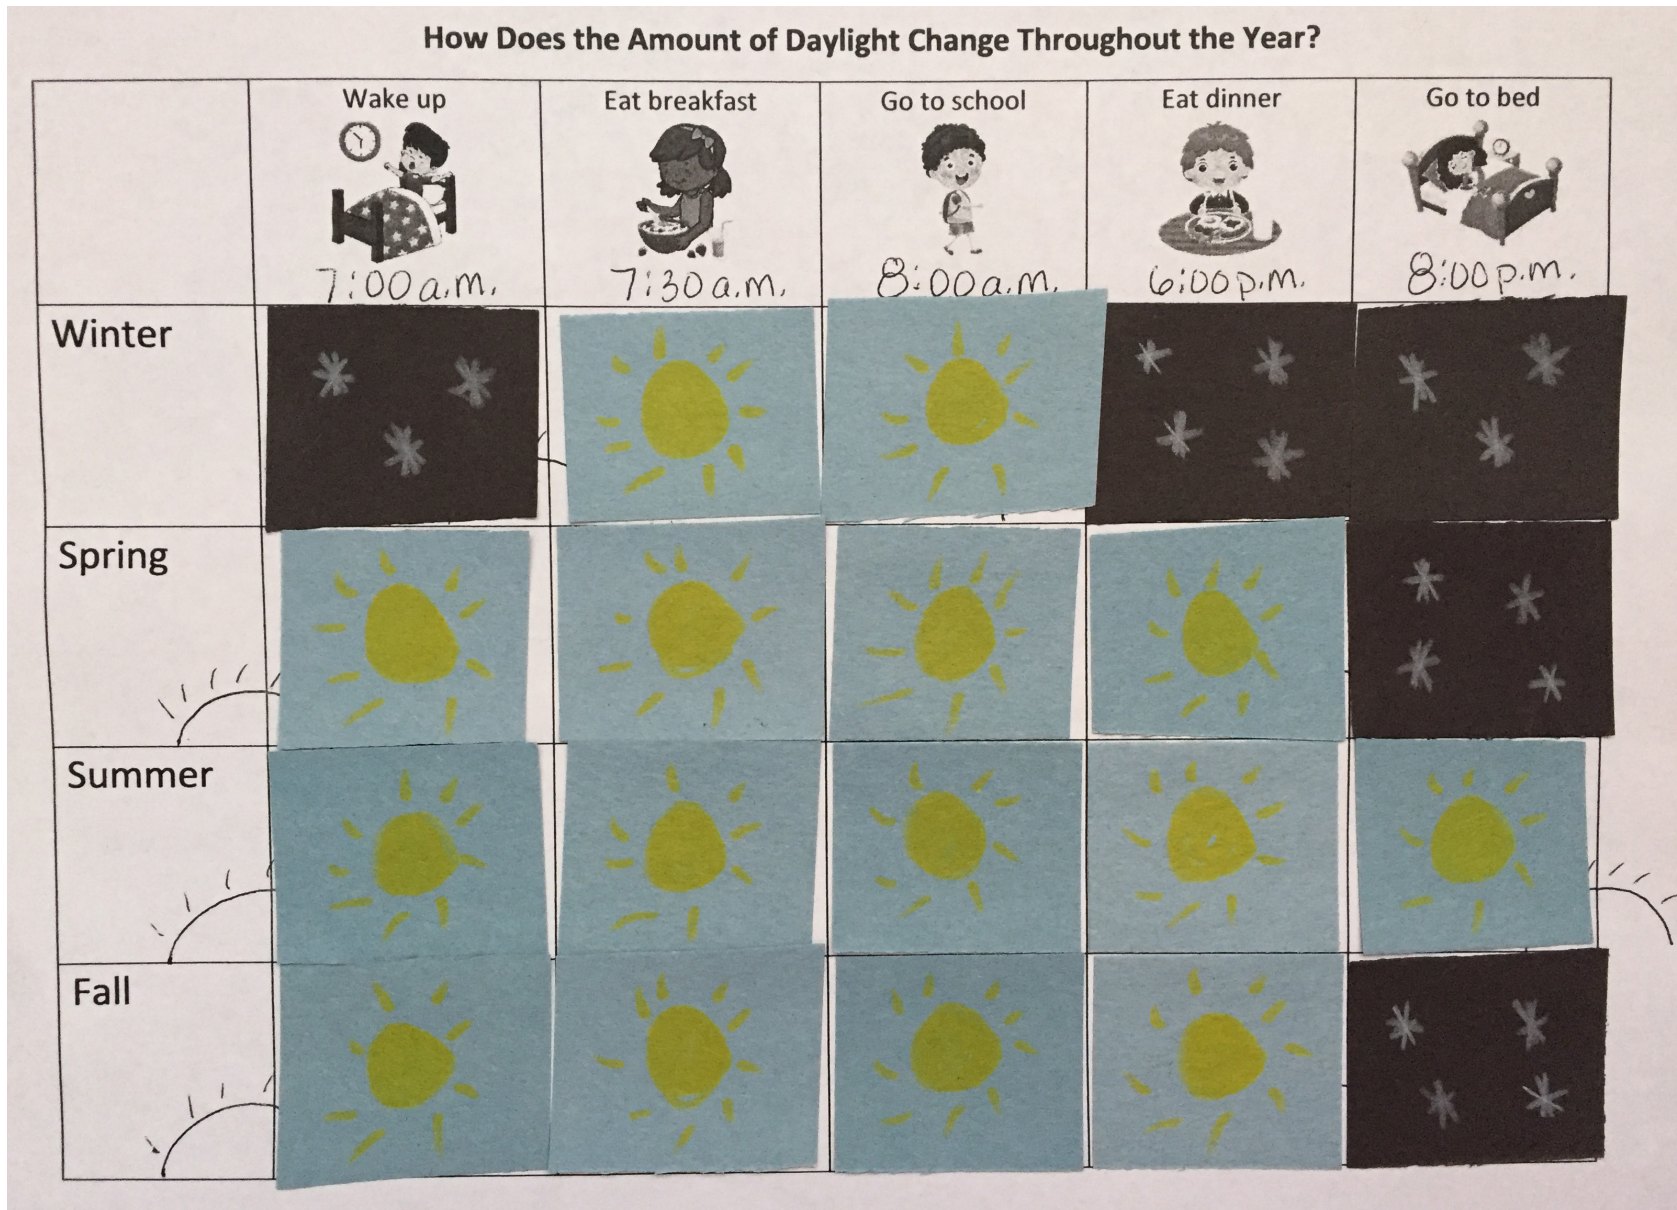 How Does the Amount of Daylight Change Throughout the Year?
Wake up Eat breakfast Go to school Eat dinner Go to bed
7:00 a.m. 7:30 a.m. 8:00 a.m. 6:00 p.m. 8:00 p.m.
Winter
Spring
Summer
Fall